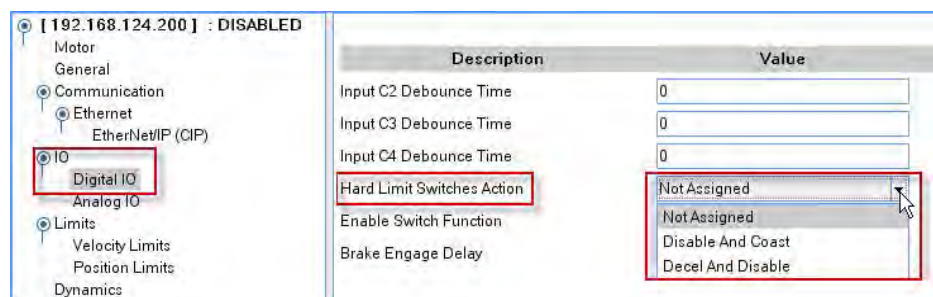 [ 192.168.124.200 ] : DISABLED
Motor
General
Communication
Ethernet
EtherNet/IP (CIP)
IO
Digital IO
Analog IO
Limits
Velocity Limits
Position Limits
Dynamics
Description Value
Input C2 Debounce Time 0
Input C3 Debounce Time 0
Input C4 Debounce Time 0
Hard Limit Switches Action Not Assigned
Enable Switch Function Not Assigned
Disable And Coast
Brake Engage Delay Decel And Disable